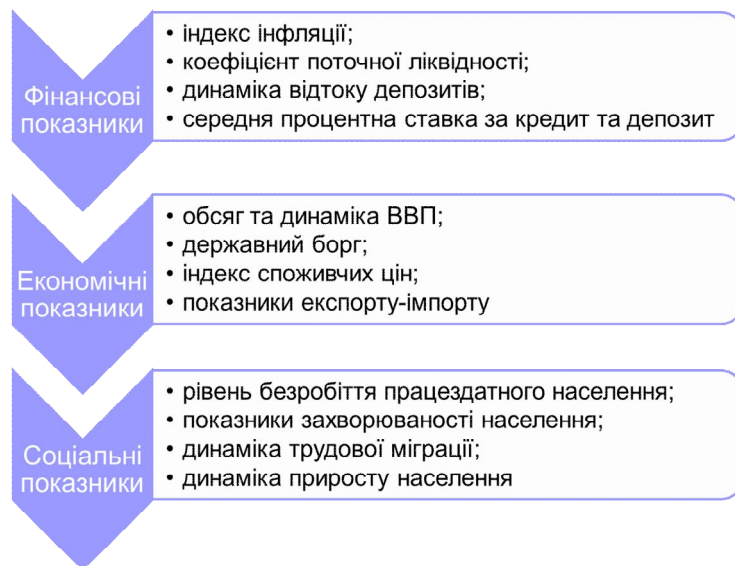 Фінансові
показники
• індекс інфляції;
• коефіцієнт поточної ліквідності;
• динаміка відтоку депозитів;
• середня процентна ставка за кредит та депозит
Економічні
показники
• обсяг та динаміка ВВП;
• державний борг;
• індекс споживчих цін;
• показники експорту-імпорту
Соціальні
показники
• рівень безробіття працездатного населення;
• показники захворюваності населення;
• динаміка трудової міграції;
• динаміка приросту населення